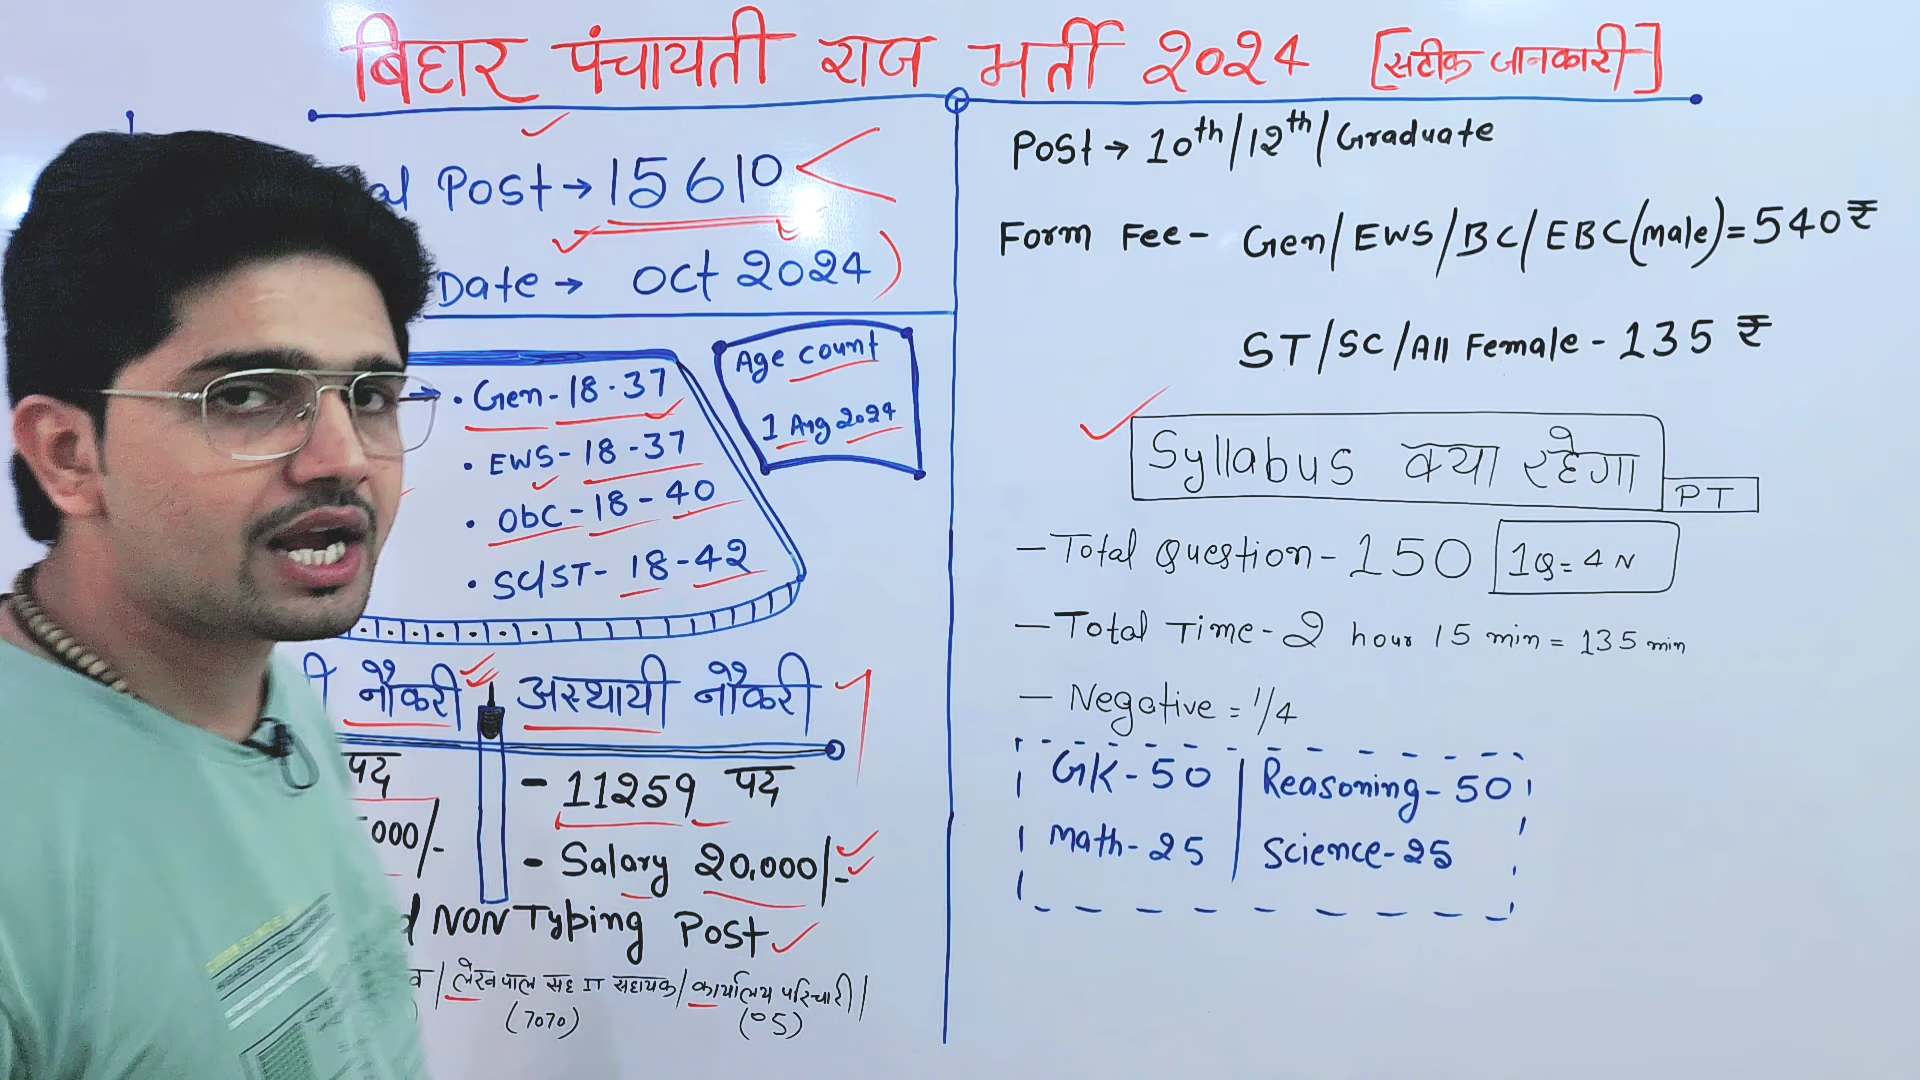 बिहार पंचायती राज भर्ती 2024 [सटीक जानकारी]
al Post → 15610
Date → Oct 2024
• Gen - 18 - 37
• EWS - 18 - 37
• ObC - 18 - 40
• SC/ST - 18 - 42
Age count
1 Aug 2024
नौकरी
अस्थायी नौकरी
पद
000/-
- 11259 पद
- Salary 20,000/-
NON Typing Post
व / लेखपाल सह IT सहायक / कार्यालय परिचारी /
(7070) (05)
Post → 10th/12th/Graduate
Form Fee - Gen/EWS/BC/EBC(male) = 540 ₹
ST/SC/All Female - 135 ₹
Syllabus क्या रहेगा
PT
- Total Question - 150 1Q = 4 N
- Total Time - 2 hour 15 min = 135 min
- Negative = 1/4
GK - 50 | Reasoning - 50
Math - 25 | Science - 25